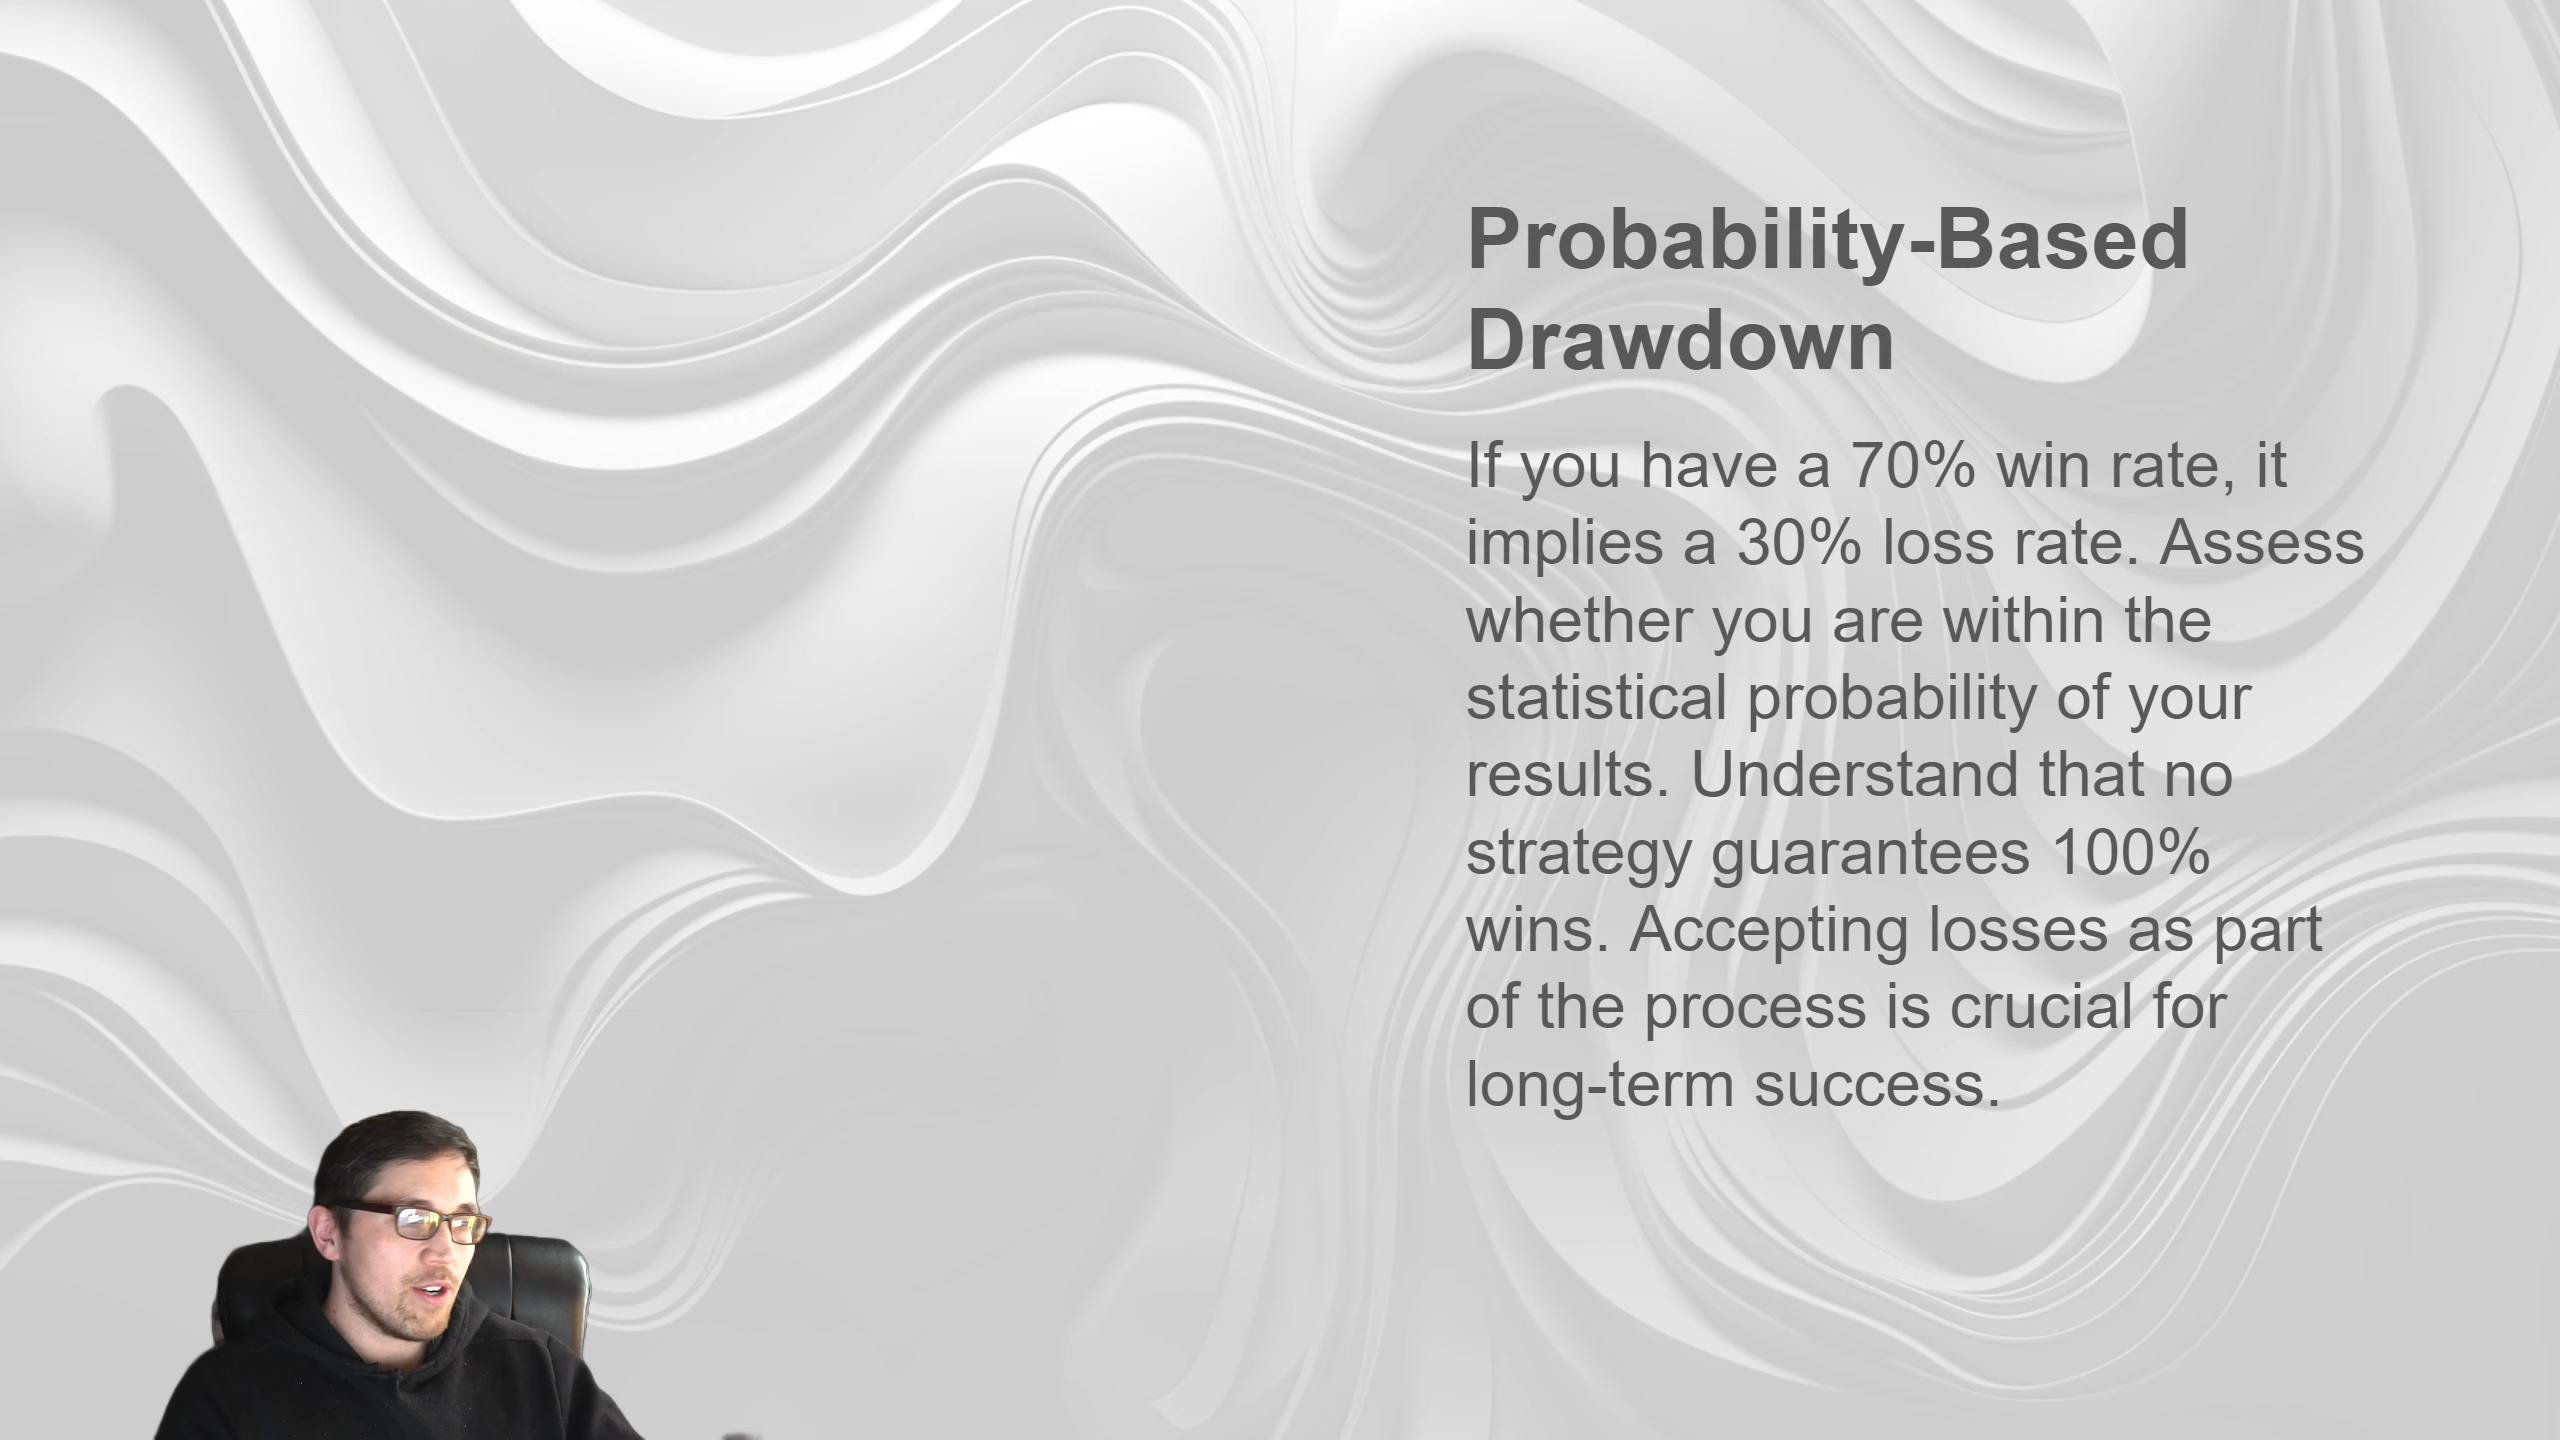 Probability-Based
Drawdown
If you have a 70% win rate, it
implies a 30% loss rate. Assess
whether you are within the
statistical probability of your
results. Understand that no
strategy guarantees 100%
wins. Accepting losses as part
of the process is crucial for
long-term success.